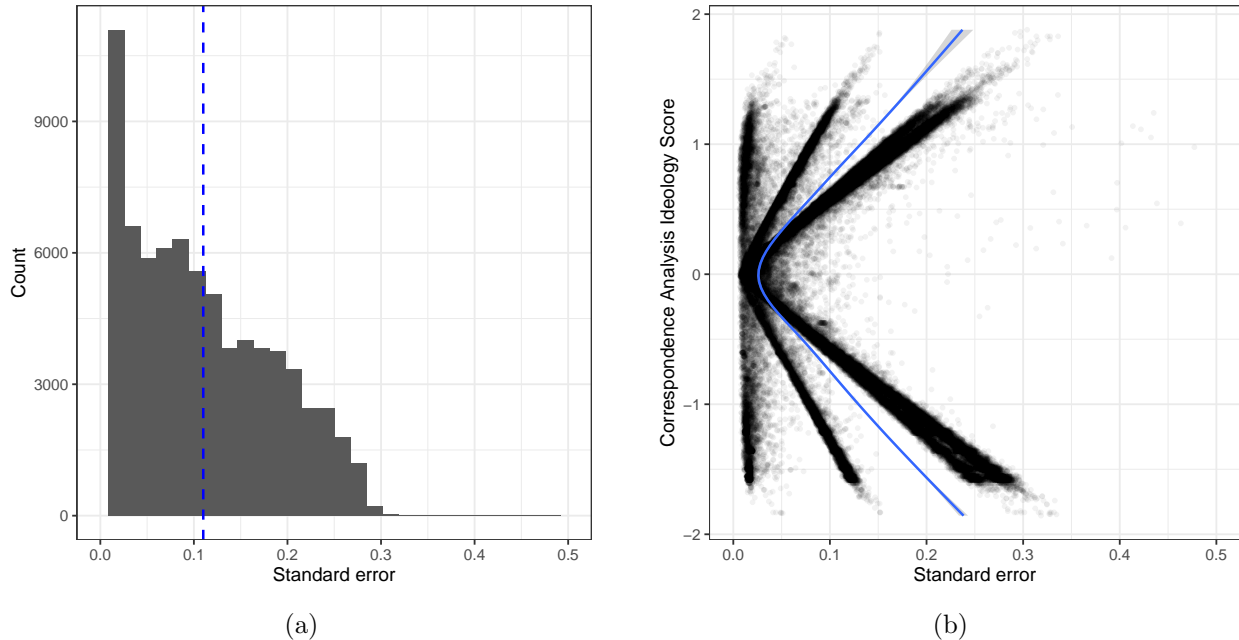 9000
6000
3000
0
0.0 0.1 0.2 0.3 0.4 0.5
Count
Standard error
(a)
2
1
0
−1
−2
0.0 0.1 0.2 0.3 0.4 0.5
Correspondence Analysis Ideology Score
Standard error
(b)